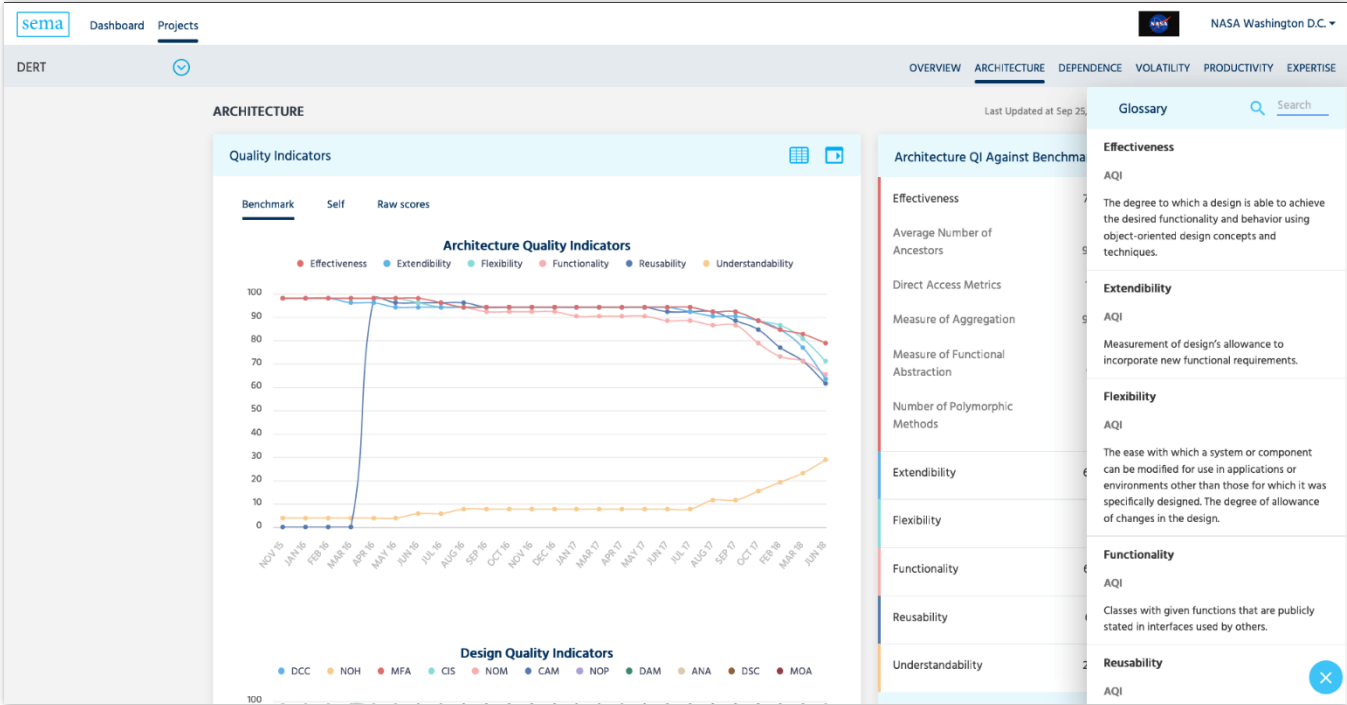 sema
Dashboard
Projects
NASA
NASA Washington D.C.
DERT
OVERVIEW
ARCHITECTURE
DEPENDENCE
VOLATILITY
PRODUCTIVITY
EXPERTISE
ARCHITECTURE
Last Updated at Sep 25,
Quality Indicators
Benchmark
Self
Raw scores
Architecture Quality Indicators
Effectiveness
Extendibility
Flexibility
Functionality
Reusability
Understandability
100
90
80
70
60
50
40
30
20
10
0
NOV 15
JAN 16
FEB 16
MAR 16
APR 16
MAY 16
JUN 16
JUL 16
AUG 16
SEP 16
OCT 16
NOV 16
DEC 16
JAN 17
MAR 17
APR 17
MAY 17
JUN 17
JUL 17
AUG 17
SEP 17
OCT 17
FEB 18
MAR 18
JUN 18
Design Quality Indicators
DCC
NOH
MFA
CIS
NOM
CAM
NOP
DAM
ANA
DSC
MOA
100
Architecture QI Against Benchma
Effectiveness
7
Average Number of
Ancestors
9
Direct Access Metrics
Measure of Aggregation
9
Measure of Functional
Abstraction
Number of Polymorphic
Methods
Extendibility
6
Flexibility
Functionality
6
Reusability
Understandability
2
Glossary
Search
Effectiveness
AQI
The degree to which a design is able to achieve
the desired functionality and behavior using
object-oriented design concepts and
techniques.
Extendibility
AQI
Measurement of design's allowance to
incorporate new functional requirements.
Flexibility
AQI
The ease with which a system or component
can be modified for use in applications or
environments other than those for which it was
specifically designed. The degree of allowance
of changes in the design.
Functionality
AQI
Classes with given functions that are publicly
stated in interfaces used by others.
Reusability
AQI